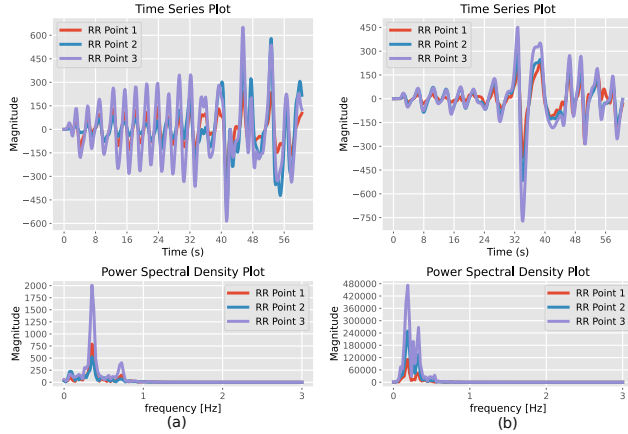 Time Series Plot
600
450
300
150
0
−150
−300
−450
−600
Magnitude
RR Point 1
RR Point 2
RR Point 3
0 8 16 24 32 40 48 56
Time (s)
Power Spectral Density Plot
2000
1750
1500
1250
1000
750
500
250
0
Magnitude
RR Point 1
RR Point 2
RR Point 3
0 1 2 3
frequency [Hz]
(a)
Time Series Plot
450
300
150
0
−150
−300
−450
−600
−750
Magnitude
RR Point 1
RR Point 2
RR Point 3
0 8 16 24 32 40 48 56
Time (s)
Power Spectral Density Plot
480000
420000
360000
300000
240000
180000
120000
60000
0
Magnitude
RR Point 1
RR Point 2
RR Point 3
0 1 2 3
frequency [Hz]
(b)